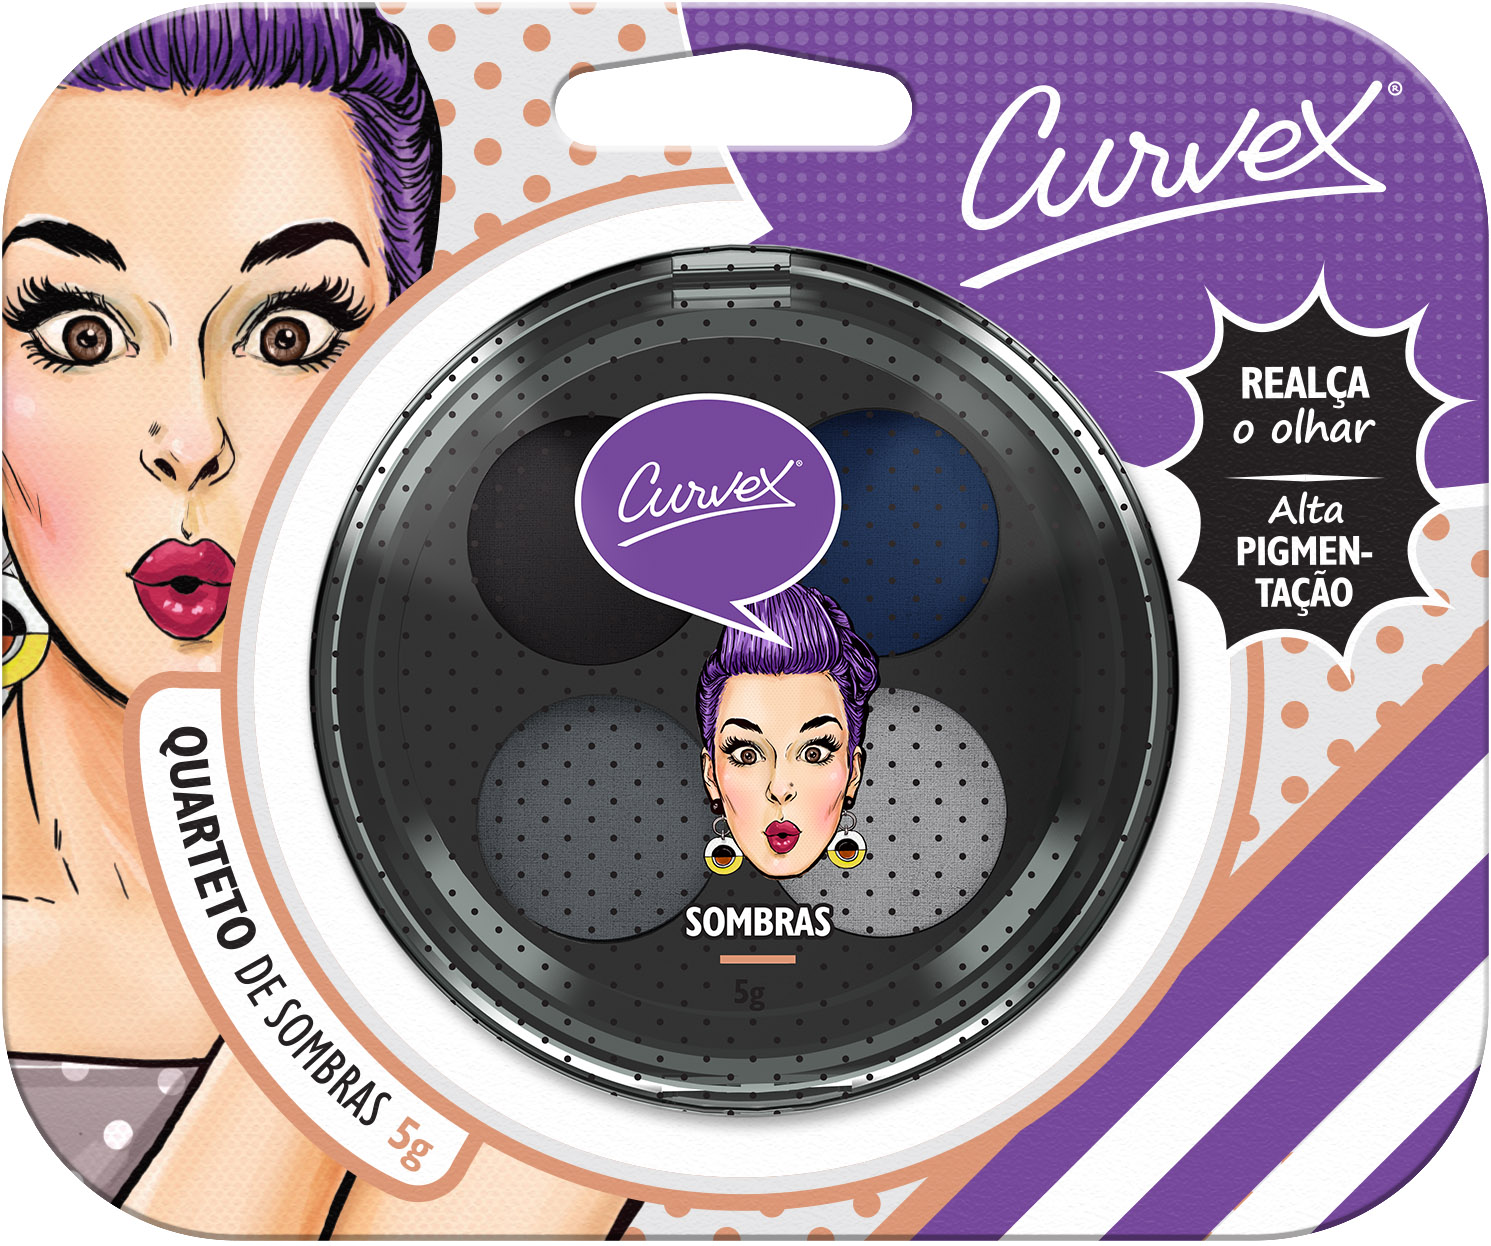 Curvex®
REALÇA
o olhar
Alta
PIGMEN-
TAÇÃO
Curvex®
SOMBRAS
5g
QUARTETO DE SOMBRAS 5g